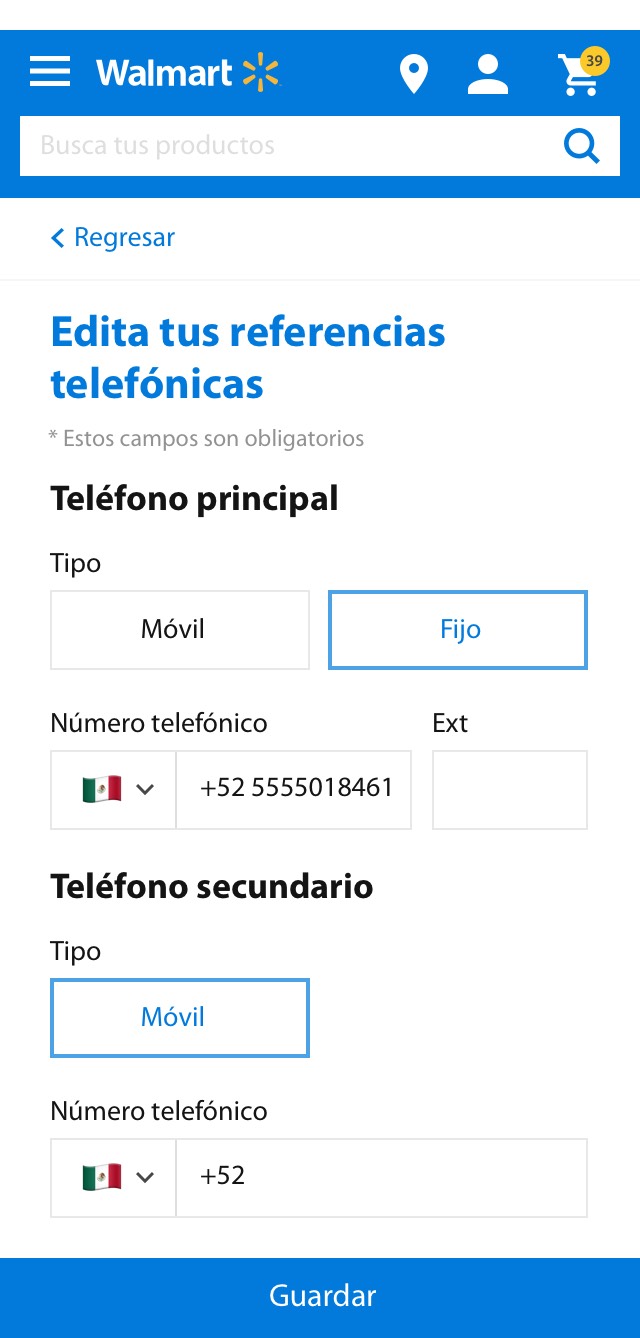 Walmart
39
Busca tus productos
Regresar
Edita tus referencias
telefónicas
* Estos campos son obligatorios
Teléfono principal
Tipo
Móvil Fijo
Número telefónico Ext
+52 5555018461
Teléfono secundario
Tipo
Móvil
Número telefónico
+52
Guardar